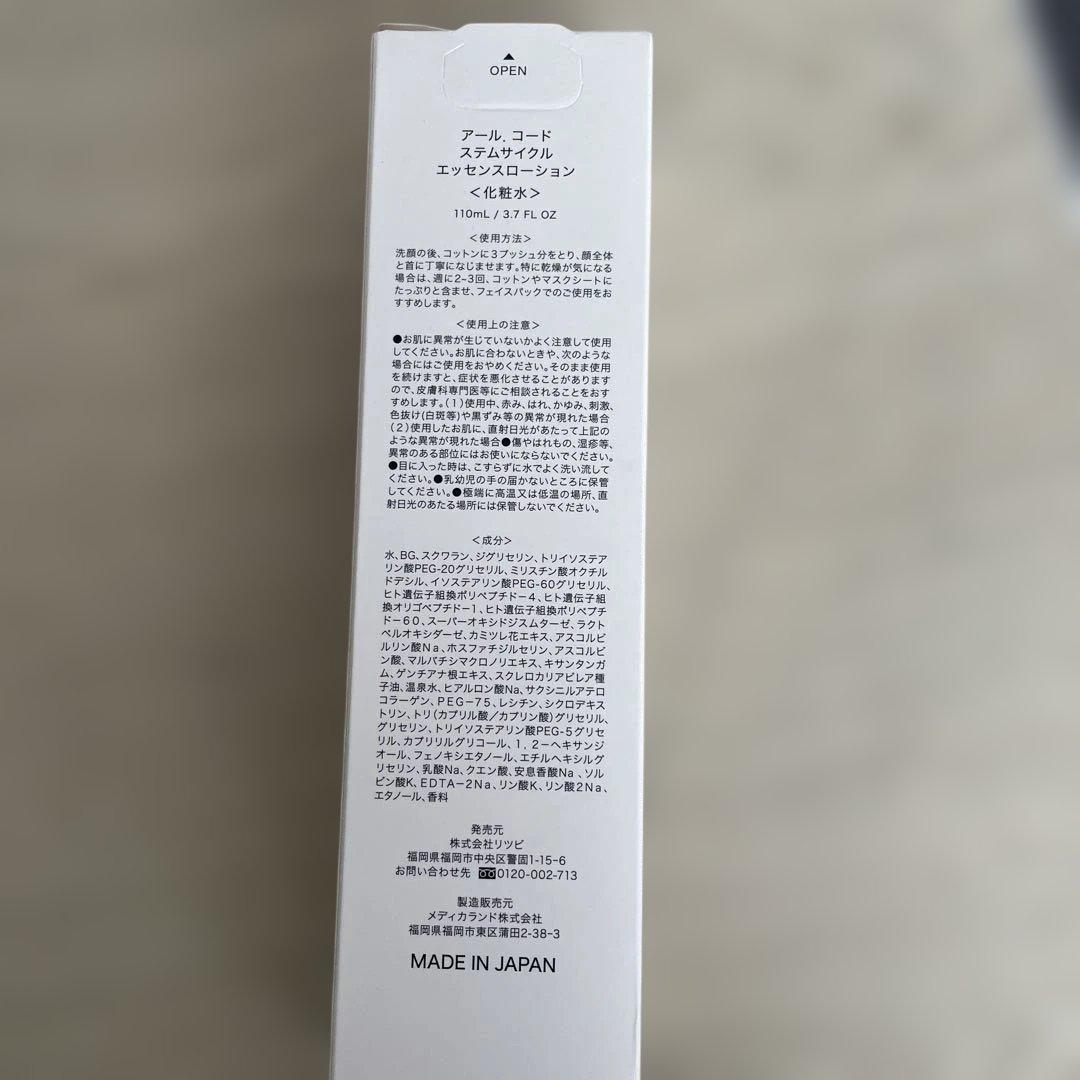 ▲
OPEN
アール. コード
ステムサイクル
エッセンスローション
＜化粧水＞
110mL / 3.7 FL OZ
＜使用方法＞
洗顔の後、コットンに3プッシュ分をとり、顔全体
と首に丁寧になじませます。特に乾燥が気になる
場合は、週に2~3回、コットンやマスクシートに
たっぷりと含ませ、フェイスパックでのご使用をお
すすめします。
＜使用上の注意＞
●お肌に異常が生じていないかよく注意して使用
してください。お肌に合わないときや、次のような
場合にはご使用をおやめください。そのまま使用
を続けますと、症状を悪化させることがあります
ので、皮膚科専門医等にご相談されることをおす
すめします。（1）使用中、赤み、はれ、かゆみ、刺激、
色抜け(白斑等)や黒ずみ等の異常が現れた場合
（2）使用したお肌に、直射日光があたって上記の
ような異常が現れた場合●傷やはれもの、湿疹等、
異常のある部位にはお使いにならないでください。
●目に入った時は、こすらずに水でよく洗い流して
ください。●乳幼児の手の届かないところに保管
してください。●極端に高温又は低温の場所、直
射日光のあたる場所には保管しないでください。
＜成分＞
水、BG、スクワラン、ジグリセリン、トリイソステア
リン酸PEG-20グリセリル、ミリスチン酸オクチル
ドデシル、イソステアリン酸PEG-60グリセリル、
ヒト遺伝子組換ポリペプチド－4、ヒト遺伝子組
換オリゴペプチド－1、ヒト遺伝子組換ポリペプチ
ド－60、スーパーオキシドジスムターゼ、ラクト
ペルオキシダーゼ、カミツレ花エキス、アスコルビ
ルリン酸Na、ホスファチジルセリン、アスコルビ
ン酸、マルバチシマクロノリエキス、キサンタンガ
ム、ゲンチアナ根エキス、スクレロカリアビレア種
子油、温泉水、ヒアルロン酸Na、サクシニルアテロ
コラーゲン、PEG－75、レシチン、シクロデキス
トリン、トリ（カプリル酸／カプリン酸）グリセリル、
グリセリン、トリイソステアリン酸PEG-5グリセ
リル、カプリリルグリコール、1，2－ヘキサンジ
オール、フェノキシエタノール、エチルヘキシルグ
リセリン、乳酸Na、クエン酸、安息香酸Na 、ソル
ビン酸K、EDTA－2Na、リン酸K、リン酸2Na、
エタノール、香料
発売元
株式会社リツビ
福岡県福岡市中央区警固1-15-6
お問い合わせ先 0120-002-713
製造販売元
メディカランド株式会社
福岡県福岡市東区蒲田2-38-3
MADE IN JAPAN